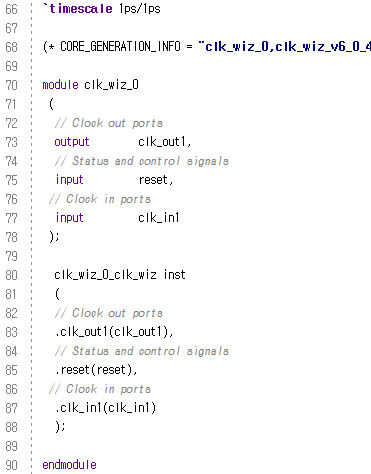 66 `timescale 1ps/1ps
67
68 (* CORE_GENERATION_INFO = "clk_wiz_0,clk_wiz_v6_0_4
69
70 module clk_wiz_0
71 (
72 // Clock out ports
73 output clk_out1,
74 // Status and control signals
75 input reset,
76 // Clock in ports
77 input clk_in1
78 );
79
80 clk_wiz_0_clk_wiz inst
81 (
82 // Clock out ports
83 .clk_out1(clk_out1),
84 // Status and control signals
85 .reset(reset),
86 // Clock in ports
87 .clk_in1(clk_in1)
88 );
89
90 endmodule